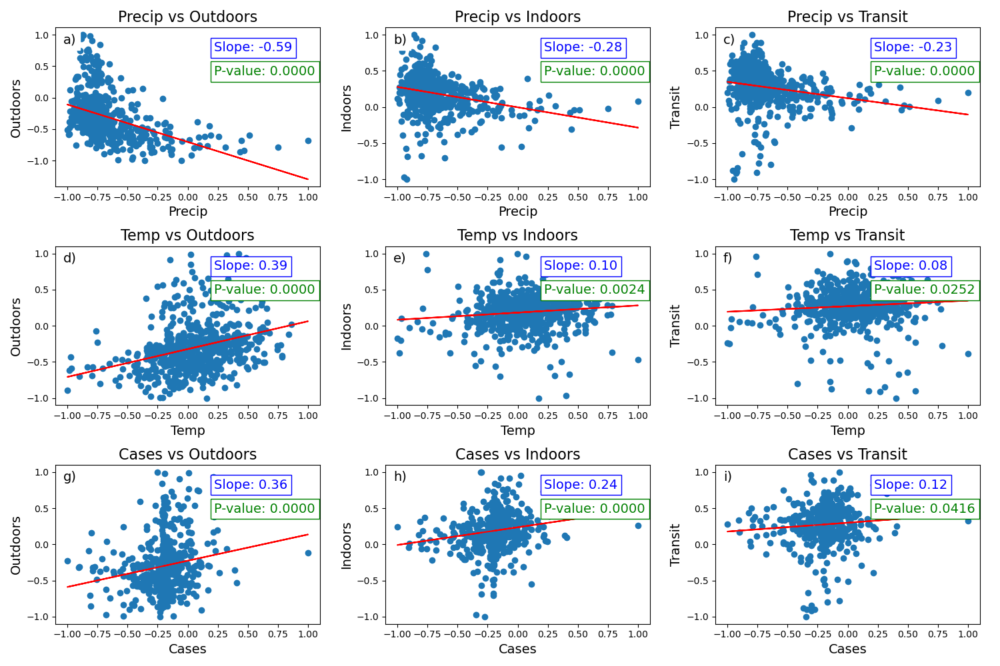 Precip vs Outdoors
Precip vs Indoors
Precip vs Transit
a)
Slope: -0.59
P-value: 0.0000
b)
Slope: -0.28
P-value: 0.0000
c)
Slope: -0.23
P-value: 0.0000
1.0
0.5
0.0
−0.5
−1.0
1.0
0.5
0.0
−0.5
−1.0
1.0
0.5
0.0
−0.5
−1.0
Outdoors
Indoors
Transit
−1.00 −0.75 −0.50 −0.25 0.00 0.25 0.50 0.75 1.00
−1.00 −0.75 −0.50 −0.25 0.00 0.25 0.50 0.75 1.00
−1.00 −0.75 −0.50 −0.25 0.00 0.25 0.50 0.75 1.00
Precip
Precip
Precip
Temp vs Outdoors
Temp vs Indoors
Temp vs Transit
d)
Slope: 0.39
P-value: 0.0000
e)
Slope: 0.10
P-value: 0.0024
f)
Slope: 0.08
P-value: 0.0252
1.0
0.5
0.0
−0.5
−1.0
1.0
0.5
0.0
−0.5
−1.0
1.0
0.5
0.0
−0.5
−1.0
Outdoors
Indoors
Transit
−1.00 −0.75 −0.50 −0.25 0.00 0.25 0.50 0.75 1.00
−1.00 −0.75 −0.50 −0.25 0.00 0.25 0.50 0.75 1.00
−1.00 −0.75 −0.50 −0.25 0.00 0.25 0.50 0.75 1.00
Temp
Temp
Temp
Cases vs Outdoors
Cases vs Indoors
Cases vs Transit
g)
Slope: 0.36
P-value: 0.0000
h)
Slope: 0.24
P-value: 0.0000
i)
Slope: 0.12
P-value: 0.0416
1.0
0.5
0.0
−0.5
−1.0
1.0
0.5
0.0
−0.5
−1.0
1.0
0.5
0.0
−0.5
−1.0
Outdoors
Indoors
Transit
−1.00 −0.75 −0.50 −0.25 0.00 0.25 0.50 0.75 1.00
−1.00 −0.75 −0.50 −0.25 0.00 0.25 0.50 0.75 1.00
−1.00 −0.75 −0.50 −0.25 0.00 0.25 0.50 0.75 1.00
Cases
Cases
Cases